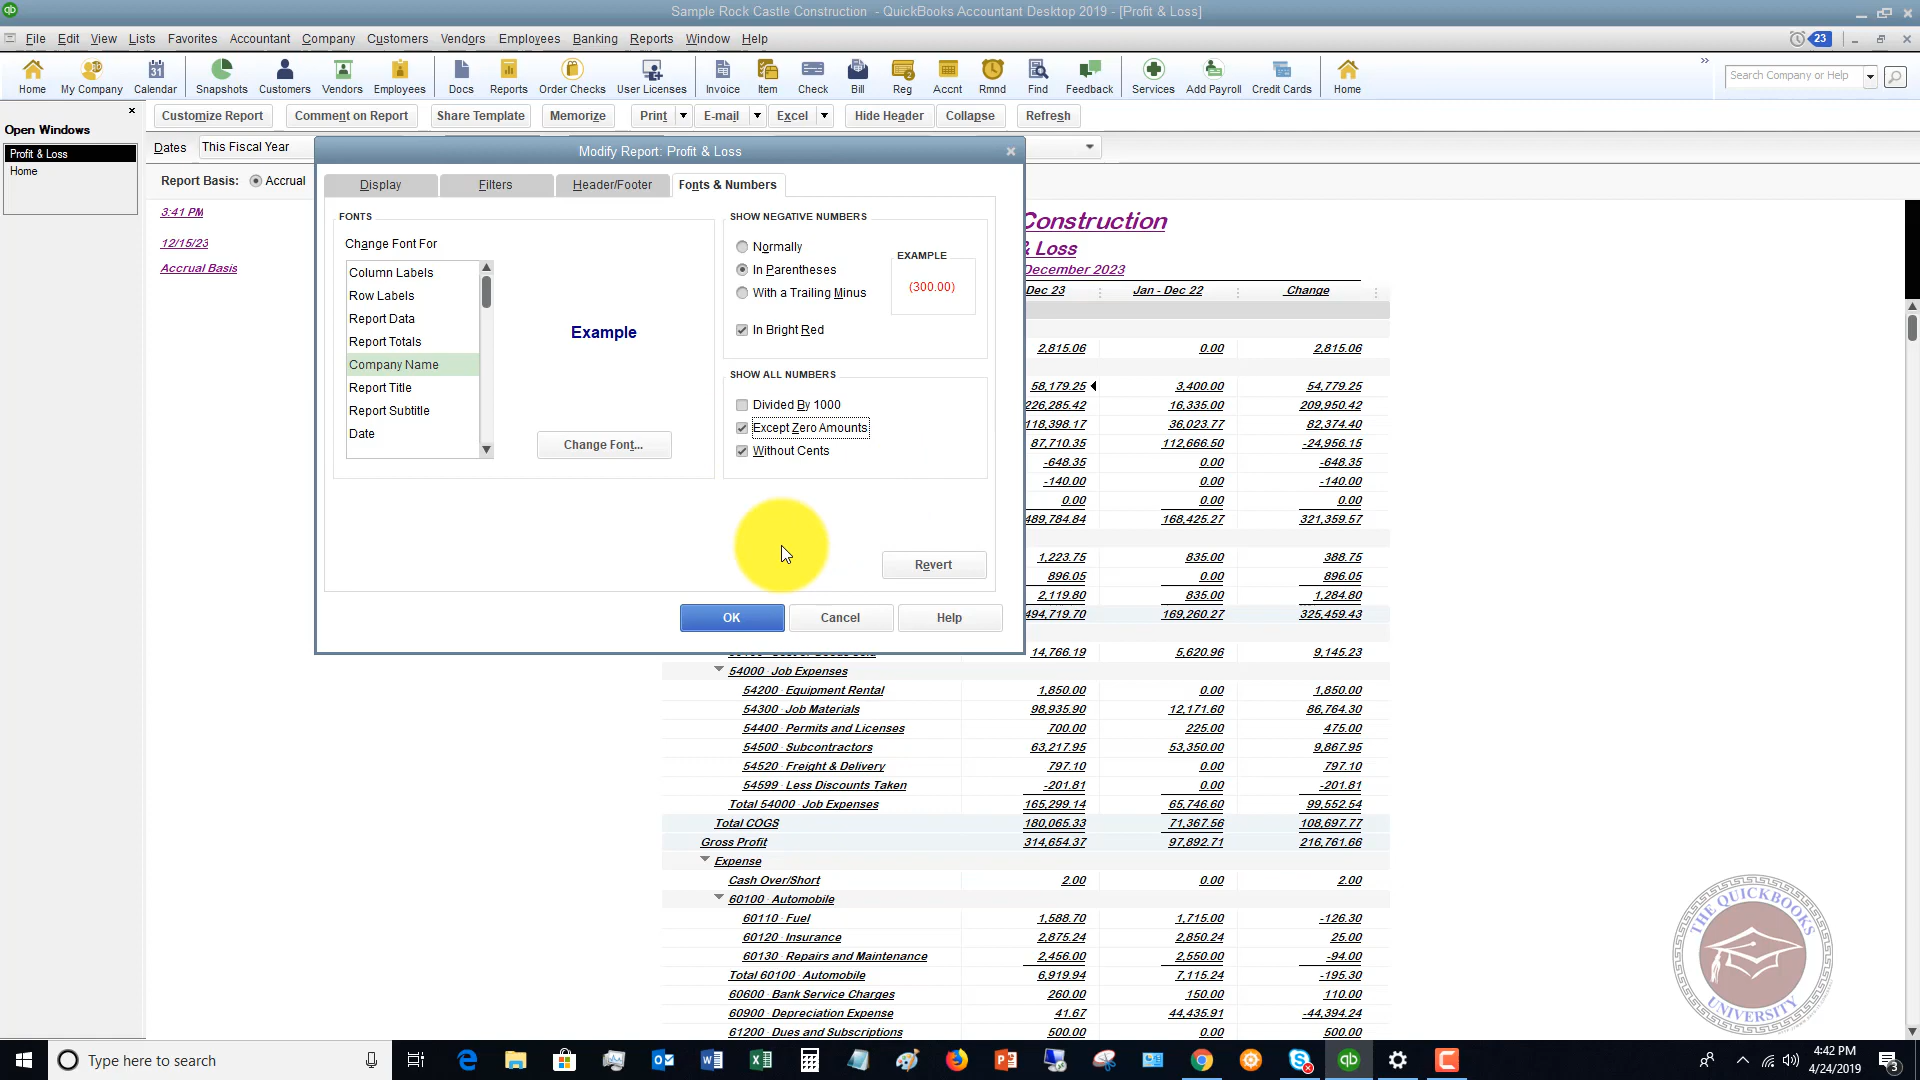 Sample Rock Castle Construction - QuickBooks Accountant Desktop 2019 - [Profit & Loss]
File Edit View Lists Favorites Accountant Company Customers Vendors Employees Banking Reports Window Help
23
Home My Company Calendar Snapshots Customers Vendors Employees Docs Reports Order Checks User Licenses Invoice Item Check Bill Reg Accnt Rmnd Find Feedback Services Add Payroll Credit Cards Home
Search Company or Help
Open Windows
Profit & Loss
Home
Customize Report Comment on Report Share Template Memorize Print E-mail Excel Hide Header Collapse Refresh
Dates This Fiscal Year
Report Basis: Accrual
3:41 PM
12/15/23
Accrual Basis
Modify Report: Profit & Loss
Display Filters Header/Footer Fonts & Numbers
FONTS
Change Font For
Column Labels
Row Labels
Report Data
Report Totals
Company Name
Report Title
Report Subtitle
Date
Example
Change Font...
SHOW NEGATIVE NUMBERS
Normally
In Parentheses
With a Trailing Minus
In Bright Red
EXAMPLE
(300.00)
SHOW ALL NUMBERS
Divided By 1000
Except Zero Amounts
Without Cents
Revert
OK Cancel Help
Construction
& Loss
December 2023
Dec 23 Jan - Dec 22 Change
2,815.06 0.00 2,815.06
58,179.25 3,400.00 54,779.25
226,285.42 16,335.00 209,950.42
118,398.17 36,023.77 82,374.40
87,710.35 112,666.50 -24,956.15
-648.35 0.00 -648.35
-140.00 0.00 -140.00
0.00 0.00 0.00
489,784.84 168,425.27 321,359.57
1,223.75 835.00 388.75
896.05 0.00 896.05
2,119.80 835.00 1,284.80
494,719.70 169,260.27 325,459.43
14,766.19 5,620.96 9,145.23
54000 · Job Expenses
54200 · Equipment Rental 1,850.00 0.00 1,850.00
54300 · Job Materials 98,935.90 12,171.60 86,764.30
54400 · Permits and Licenses 700.00 225.00 475.00
54500 · Subcontractors 63,217.95 53,350.00 9,867.95
54520 · Freight & Delivery 797.10 0.00 797.10
54599 · Less Discounts Taken -201.81 0.00 -201.81
Total 54000 · Job Expenses 165,299.14 65,746.60 99,552.54
Total COGS 180,065.33 71,367.56 108,697.77
Gross Profit 314,654.37 97,892.71 216,761.66
Expense
Cash Over/Short 2.00 0.00 2.00
60100 · Automobile
60110 · Fuel 1,588.70 1,715.00 -126.30
60120 · Insurance 2,875.24 2,850.24 25.00
60130 · Repairs and Maintenance 2,456.00 2,550.00 -94.00
Total 60100 · Automobile 6,919.94 7,115.24 -195.30
60600 · Bank Service Charges 260.00 150.00 110.00
60900 · Depreciation Expense 41.67 44,435.91 -44,394.24
61200 · Dues and Subscriptions 500.00 0.00 500.00
THE QUICKBOOKS
UNIVERSITY
Type here to search
4:42 PM
4/24/2019
3